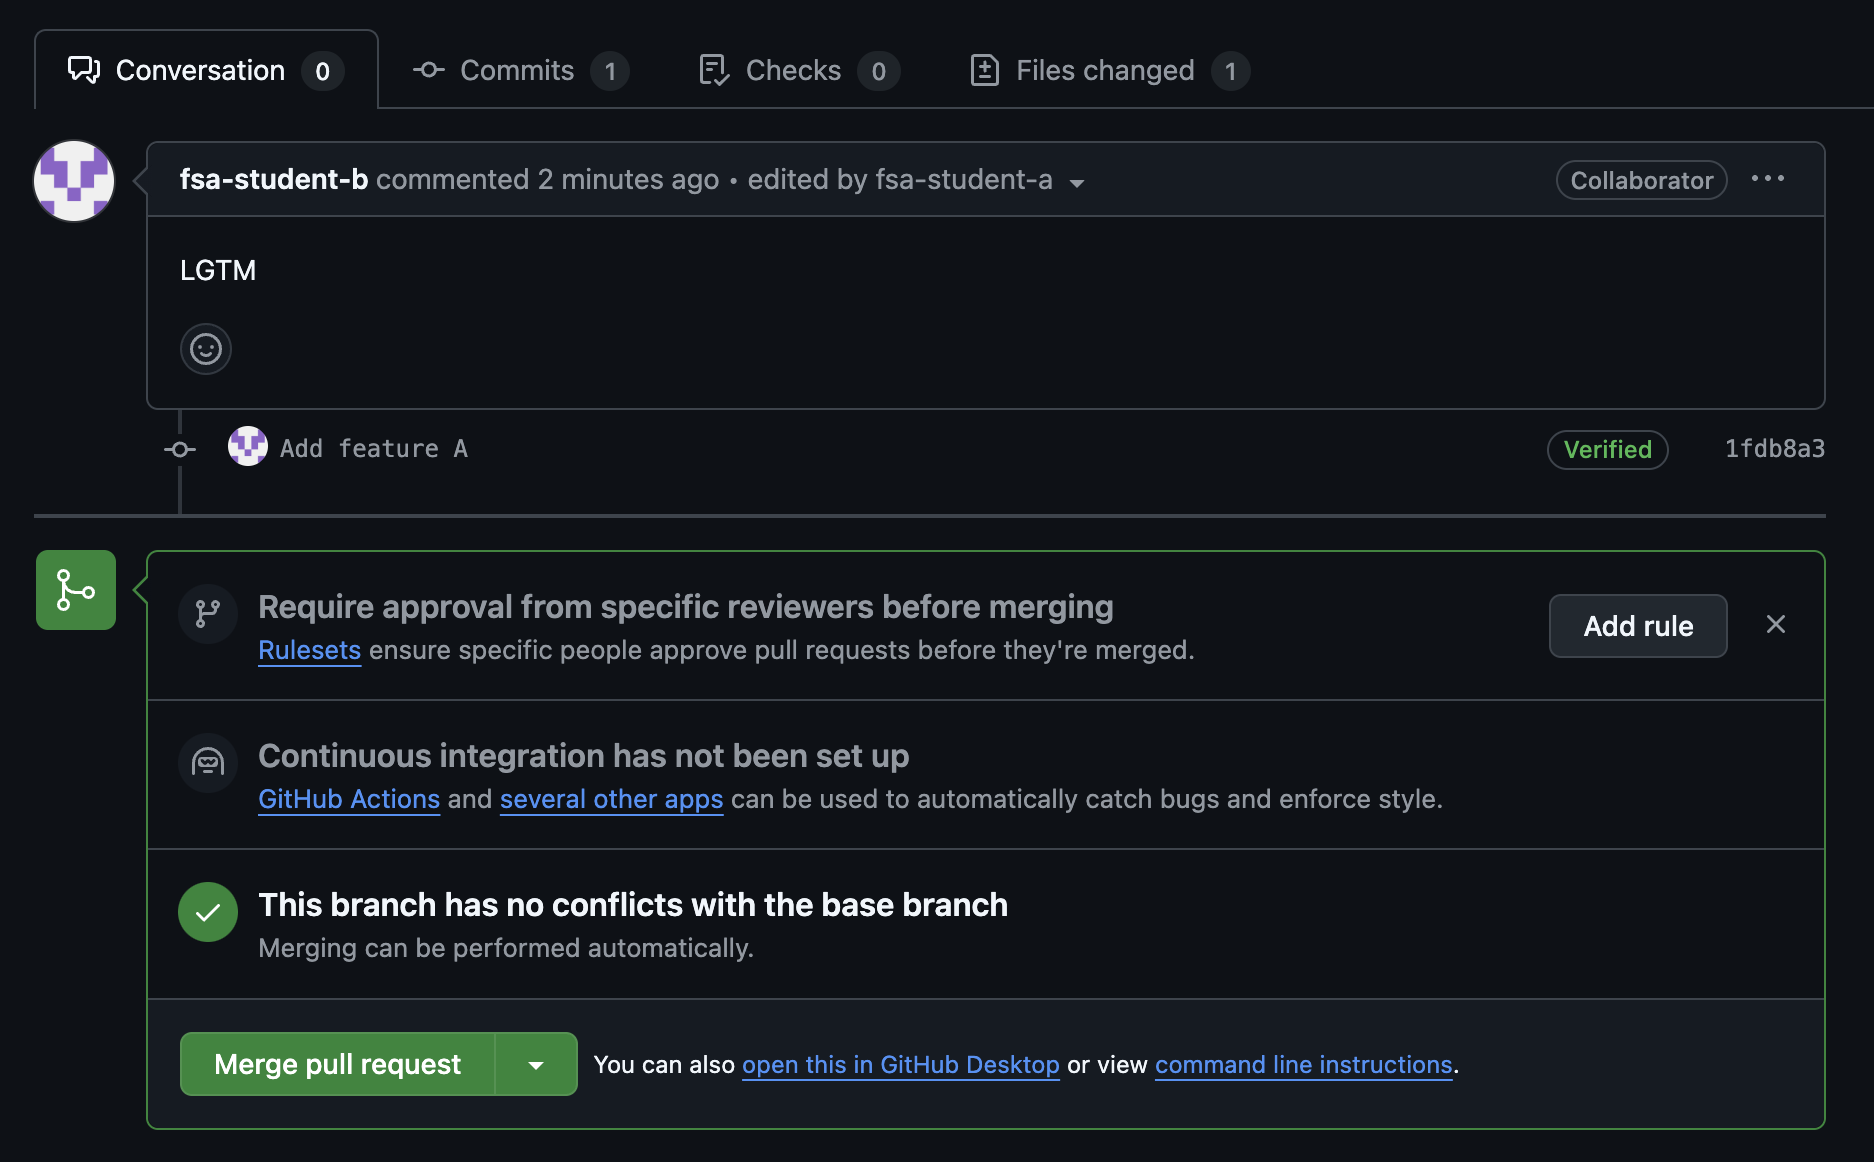 Conversation 0 Commits 1 Checks 0 Files changed 1
fsa-student-b commented 2 minutes ago • edited by fsa-student-a Collaborator
LGTM
Add feature A Verified 1fdb8a3
Require approval from specific reviewers before merging
Rulesets ensure specific people approve pull requests before they're merged.
Add rule
Continuous integration has not been set up
GitHub Actions and several other apps can be used to automatically catch bugs and enforce style.
This branch has no conflicts with the base branch
Merging can be performed automatically.
Merge pull request You can also open this in GitHub Desktop or view command line instructions.